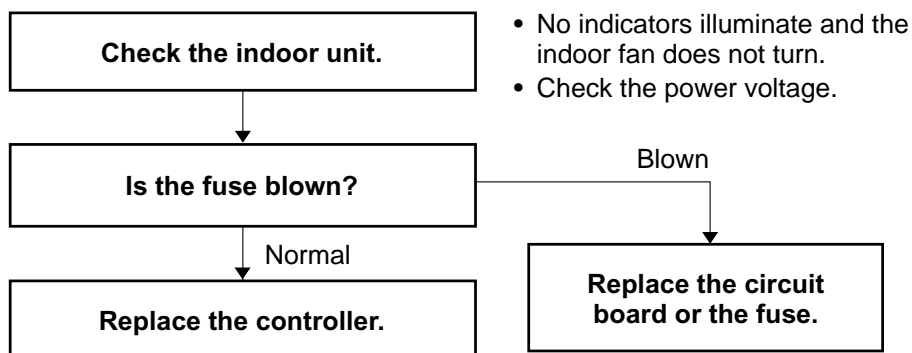 Check the indoor unit.
• No indicators illuminate and the
indoor fan does not turn.
• Check the power voltage.
Is the fuse blown?
Blown
Normal
Replace the controller.
Replace the circuit
board or the fuse.